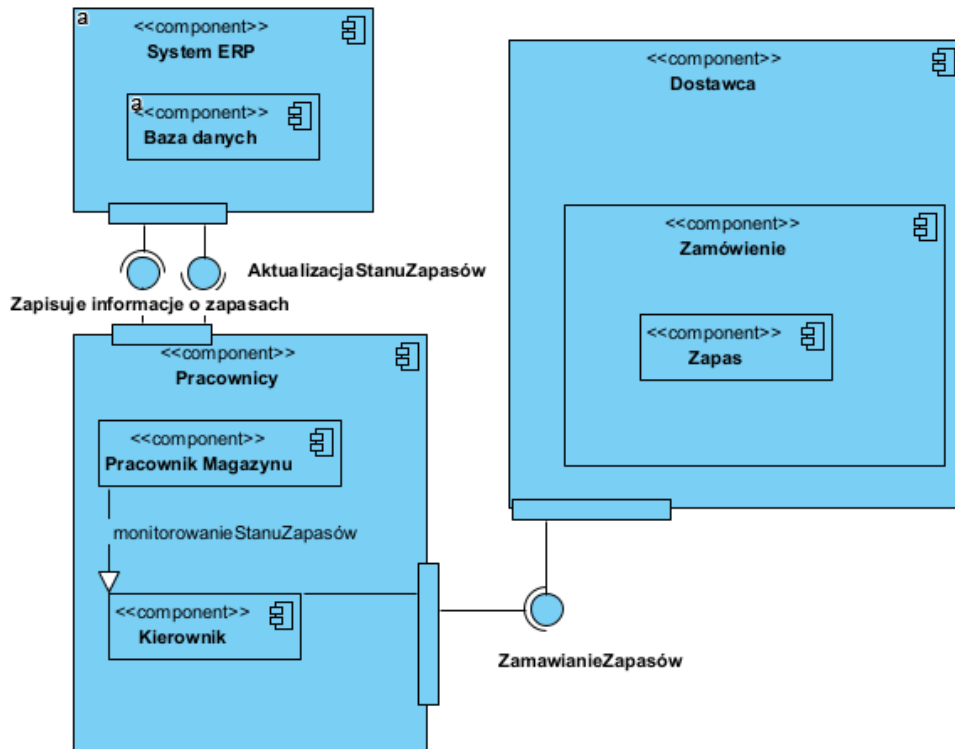 a
<<component>>
System ERP
a
<<component>>
Baza danych
AktualizacjaStanuZapasów
Zapisuje informacje o zapasach
<<component>>
Pracownicy
<<component>>
Pracownik Magazynu
monitorowanieStanuZapasów
<<component>>
Kierownik
<<component>>
Dostawca
<<component>>
Zamówienie
<<component>>
Zapas
ZamawianieZapasów